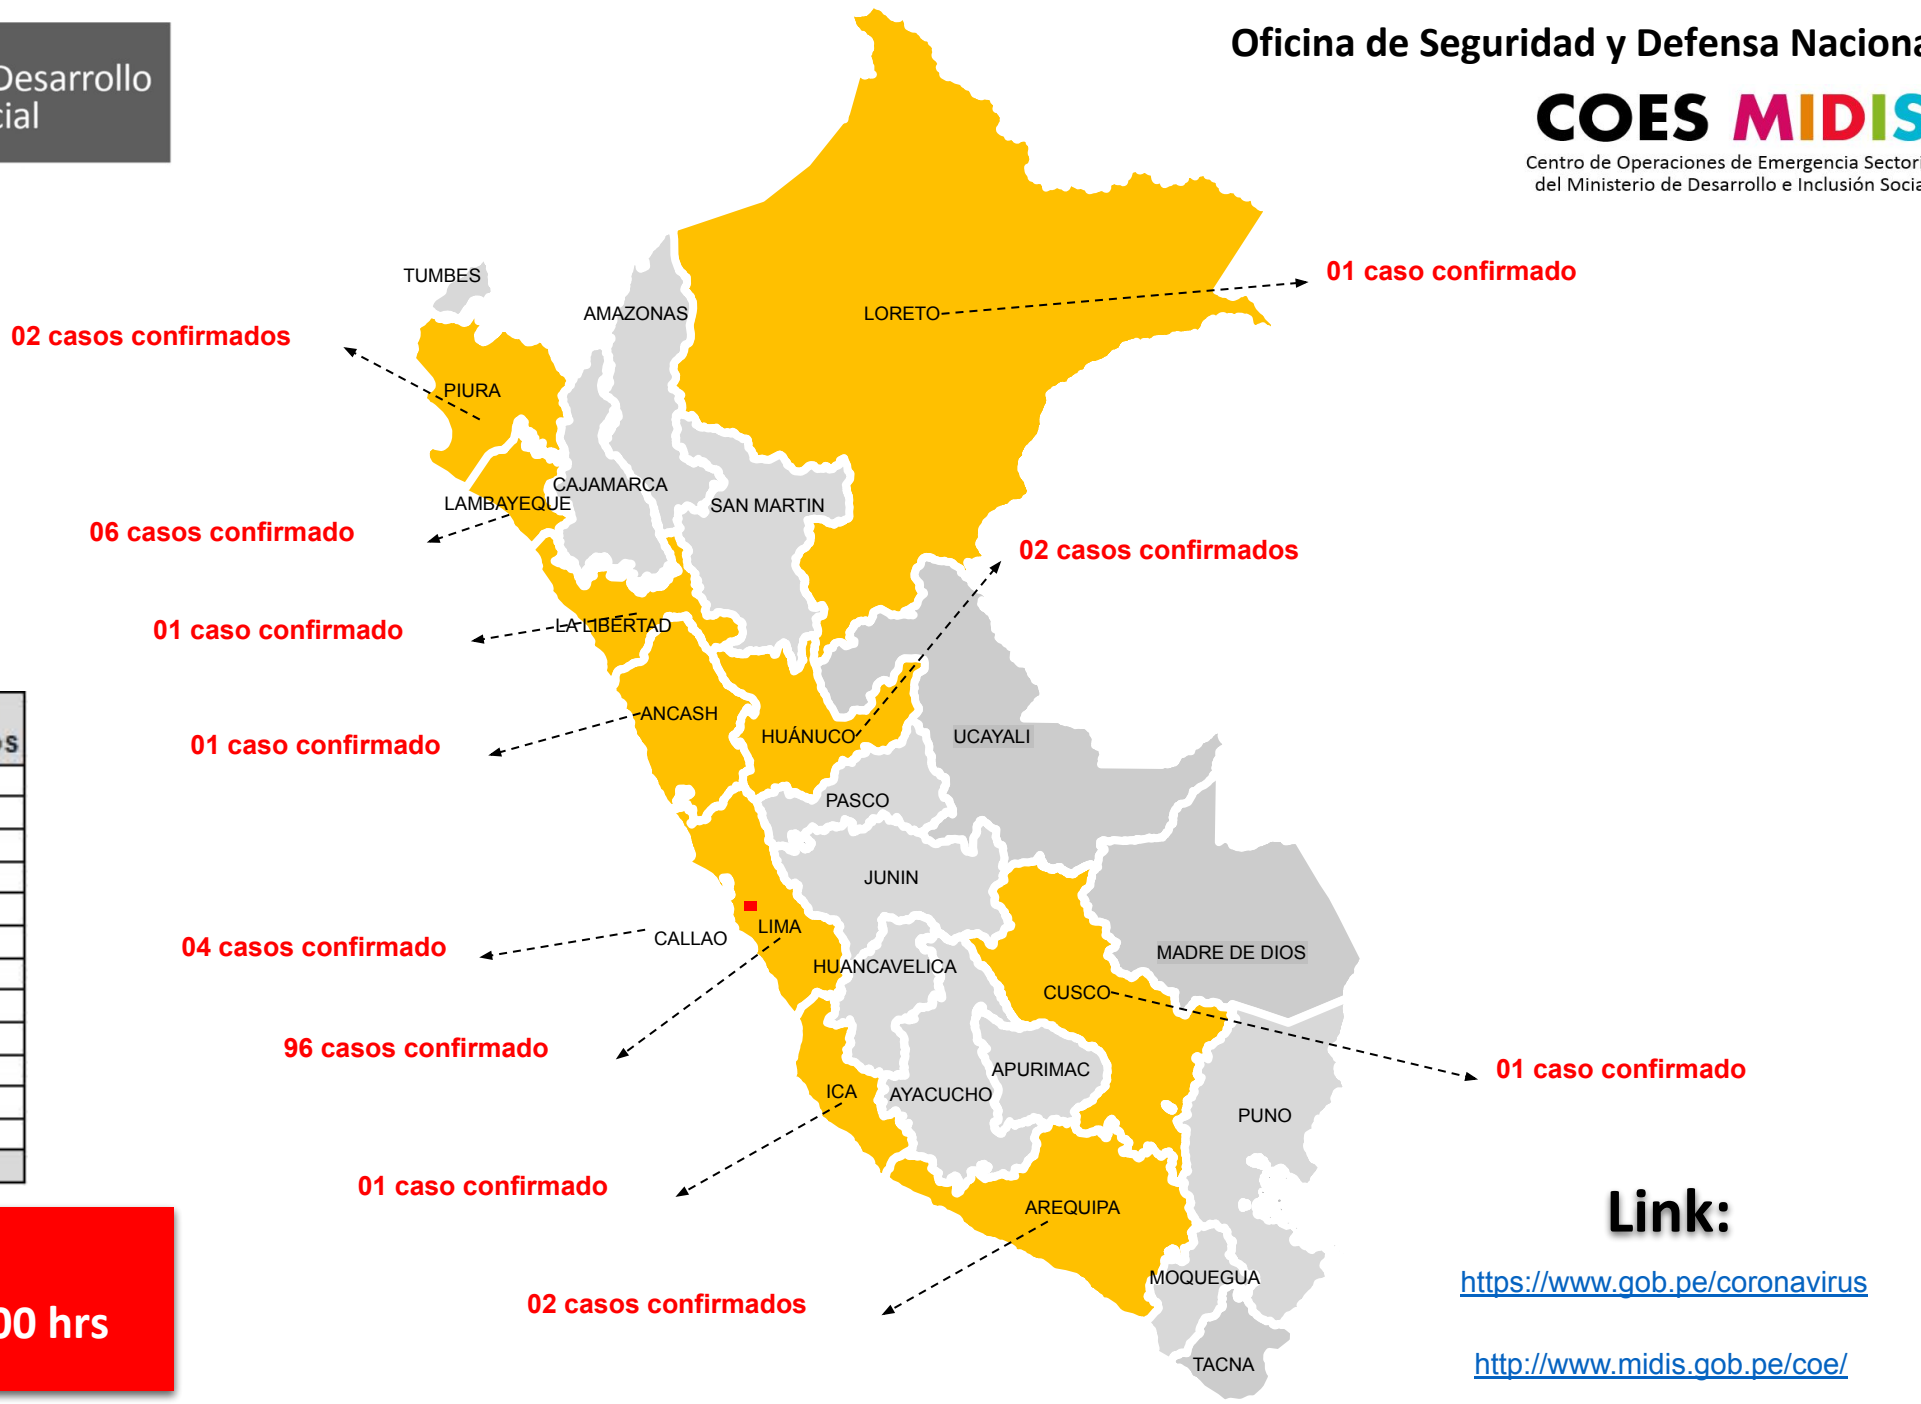 Desarrollo
Oficina de Seguridad y Defensa
COES MIDIS
Centro de Operaciones de Emergencia
del Ministerio de Desarrollo e Inclusión
TUMBES
AMAZONAS
LORETO
01 caso confirmado
02 casos confirmados
PIURA
CAJAMARCA
LAMBAYEQUE
SAN MARTIN
06 casos confirmado
02 casos confirmados
01 caso confirmado
LA LIBERTAD
ANCASH
01 caso confirmado
HUÁNUCO
UCAYALI
PASCO
JUNIN
LIMA
CALLAO
04 casos confirmado
HUANCAVELICA
MADRE DE DIOS
CUSCO
96 casos confirmado
01 caso confirmado
APURIMAC
ICA
AYACUCHO
PUNO
01 caso confirmado
AREQUIPA
02 casos confirmados
MOQUEGUA
TACNA
00 hrs
Link:
https://www.gob.pe/coronavirus
http://www.midis.gob.pe/coe/